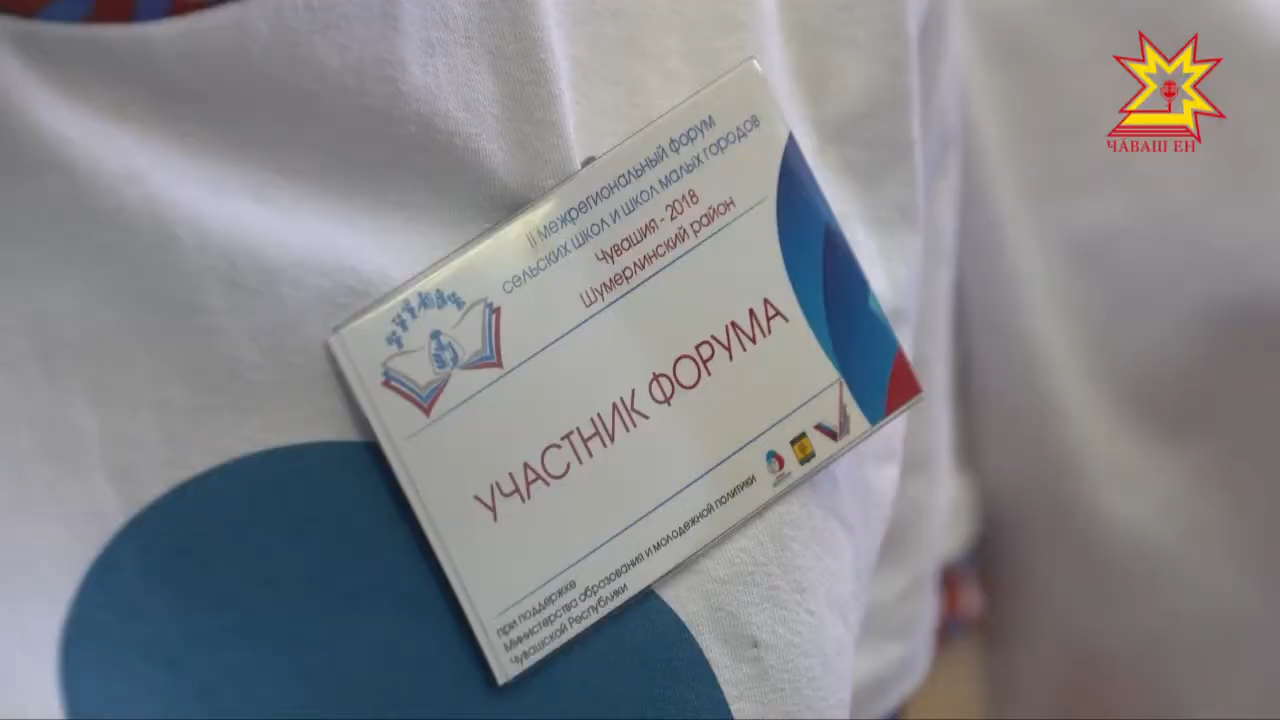 II межрегиональный форум
сельских школ и школ малых городов
Чувашия - 2018
Шумерлинский район
УЧАСТНИК ФОРУМА
при поддержке
Министерства образования и молодежной политики
Чувашской Республики
ЧӐВАШ ЕН